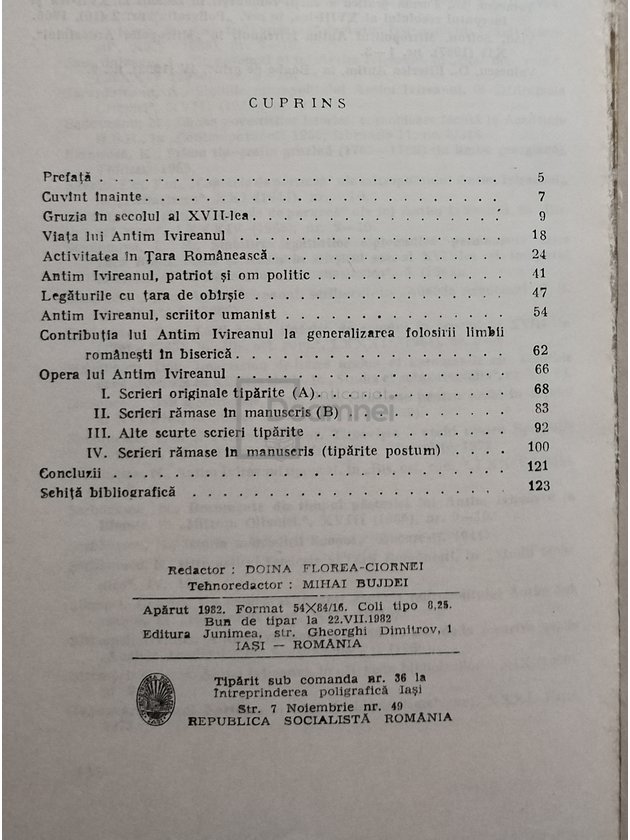 CUPRINS
Prefață . . . . . . . . . . . . . . . . . . . . . . . . . . 5
Cuvînt înainte . . . . . . . . . . . . . . . . . . . . . . . 7
Gruzia în secolul al XVII-lea . . . . . . . . . . . . . . . 9
Viața lui Antim Ivireanul . . . . . . . . . . . . . . . . 18
Activitatea în Țara Românească . . . . . . . . . . . . . . 24
Antim Ivireanul, patriot și om politic . . . . . . . . . . 41
Legăturile cu țara de obîrșie . . . . . . . . . . . . . . . 47
Antim Ivireanul, scriitor umanist . . . . . . . . . . . . . 54
Contribuția lui Antim Ivireanul la generalizarea folosirii limbii
românești în biserică . . . . . . . . . . . . . . . . . 62
Opera lui Antim Ivireanul . . . . . . . . . . . . . . . . 66
I. Scrieri originale tipărite (A) . . . . . . . . . . . 68
II. Scrieri rămase în manuscris (B) . . . . . . . . . . 83
III. Alte scurte scrieri tipărite . . . . . . . . . . . 92
IV. Scrieri rămase în manuscris (tipărite postum) . . . . 100
Concluzii . . . . . . . . . . . . . . . . . . . . . . . . 121
Schiță bibliografică . . . . . . . . . . . . . . . . . . . 123
Redactor : DOINA FLOREA-CIORNEI
Tehnoredactor : MIHAI BUJDEI
Apărut 1982. Format 54×84/16. Coli tipo 8,25.
Bun de tipar la 22.VII.1982
Editura Junimea, str. Gheorghi Dimitrov, 1
IAȘI — ROMÂNIA
Tipărit sub comanda nr. 36 la
Întreprinderea poligrafică Iași
Str. 7 Noiembrie nr. 49
REPUBLICA SOCIALISTĂ ROMÂNIA